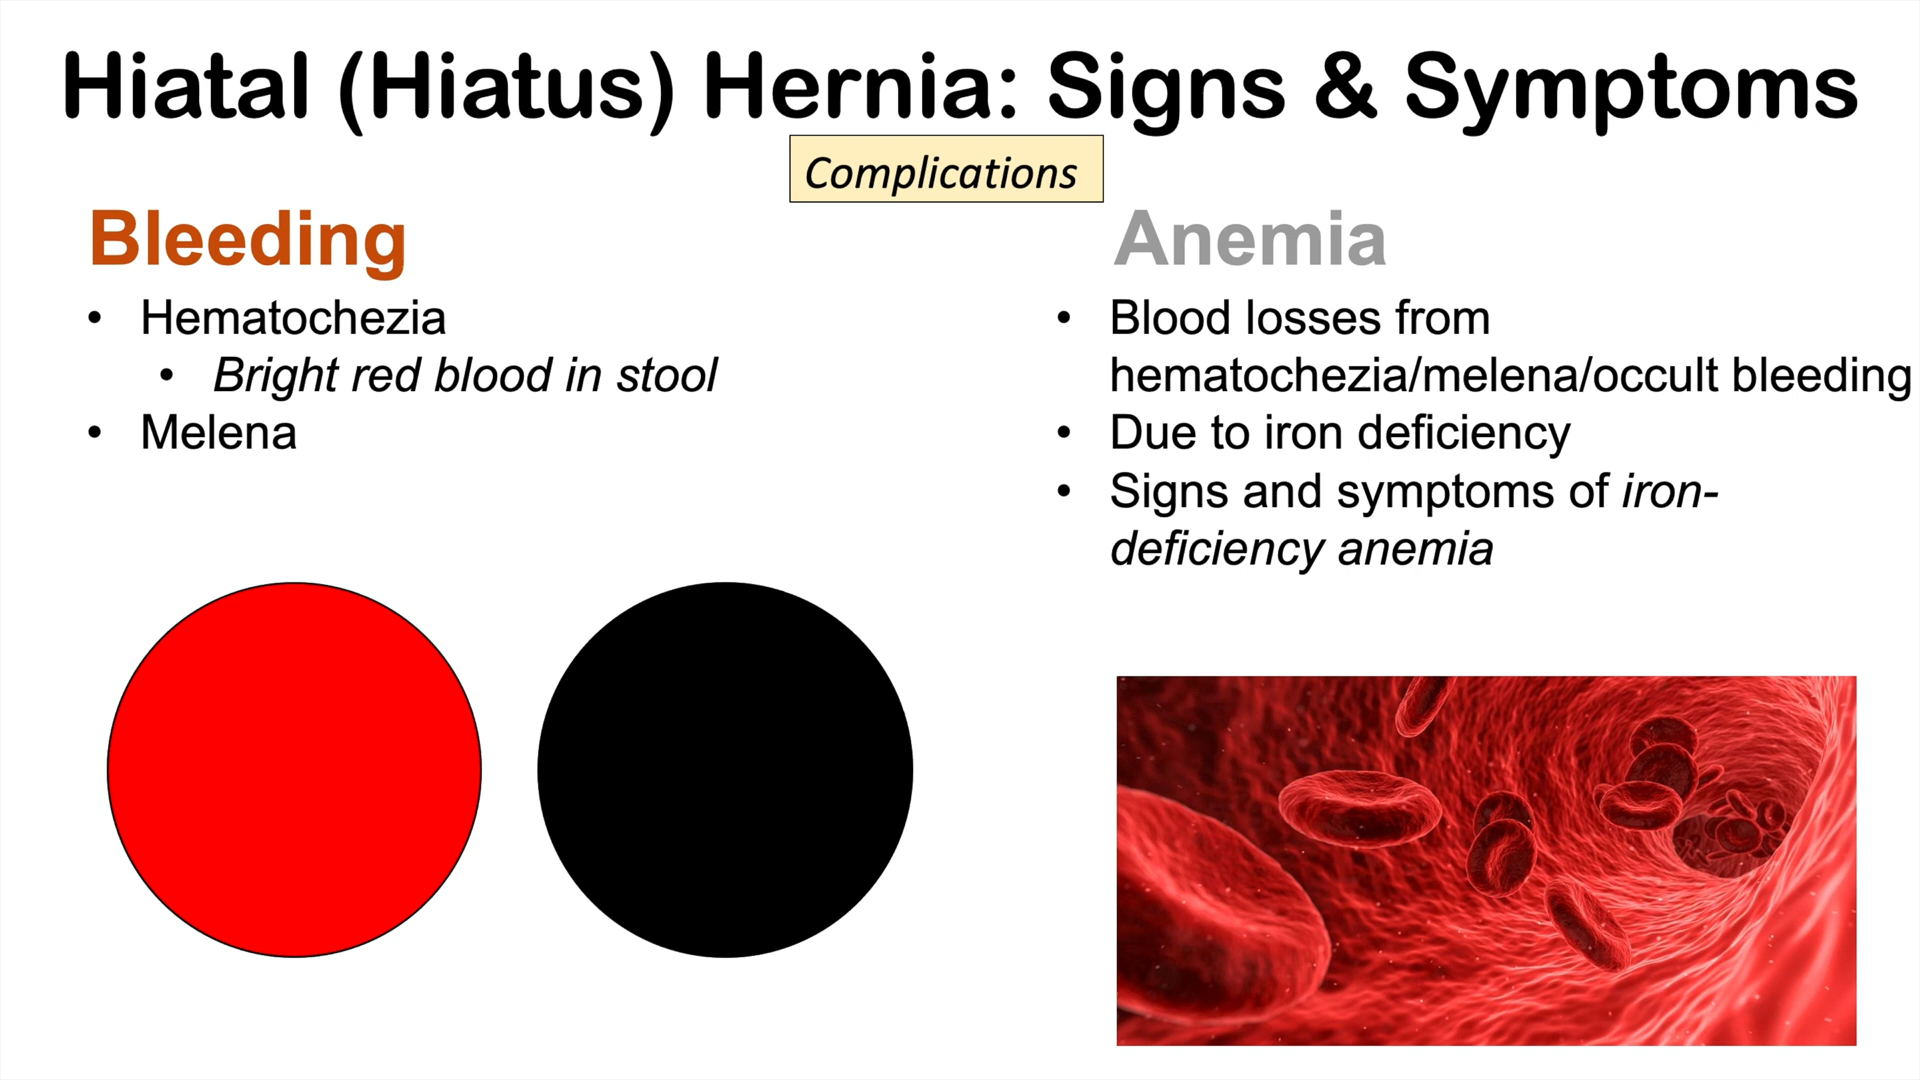 Hiatal (Hiatus) Hernia: Signs & Symptoms
Complications
Bleeding
• Hematochezia
• Bright red blood in stool
• Melena
Anemia
• Blood losses from
hematochezia/melena/occult bleeding
• Due to iron deficiency
• Signs and symptoms of iron-
deficiency anemia